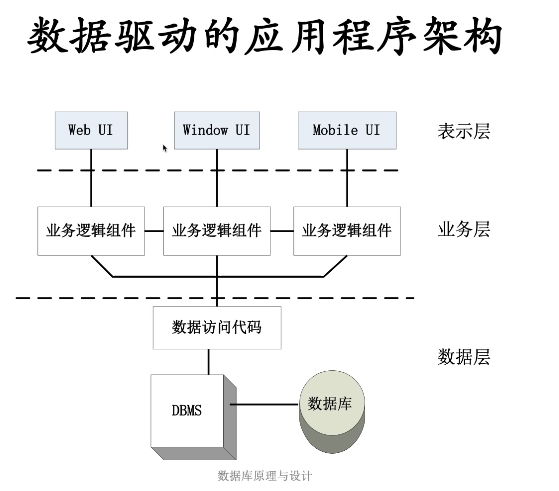 数据驱动的应用程序架构
Web UI
Window UI
Mobile UI
表示层
业务逻辑组件
业务逻辑组件
业务逻辑组件
业务层
数据访问代码
数据层
DBMS
数据库
数据库原理与设计